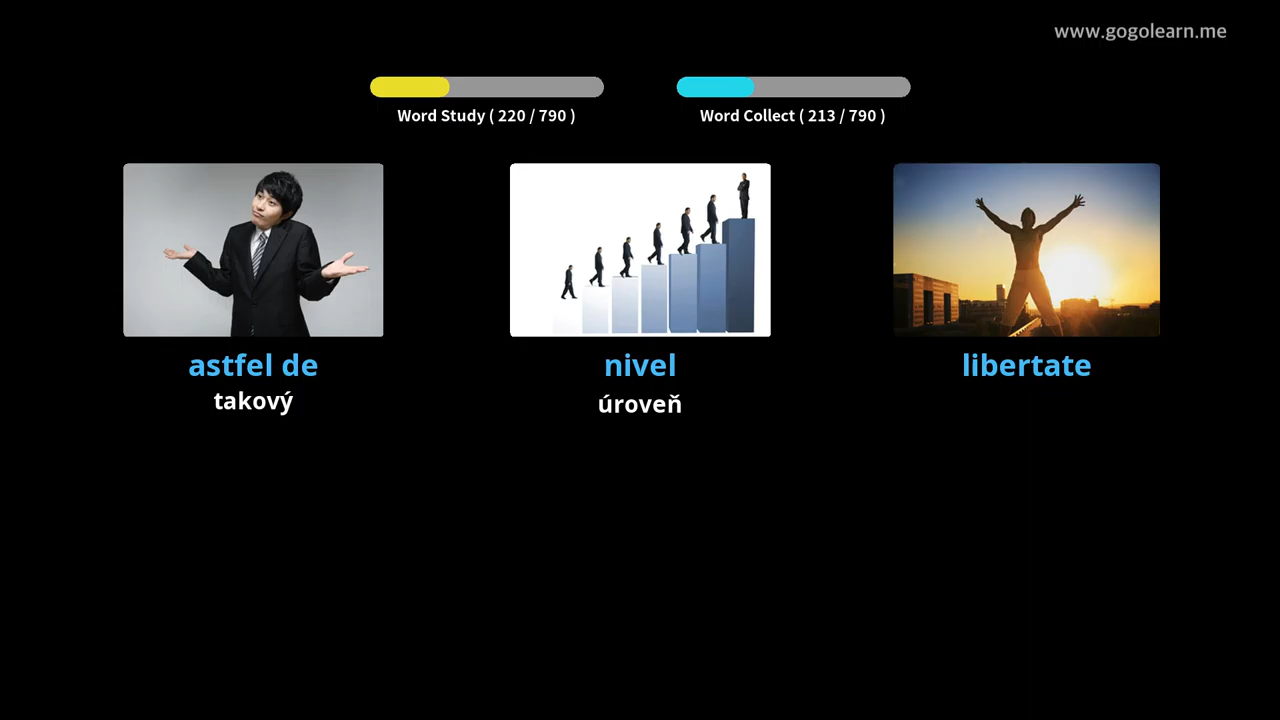 www.gogolearn.me
Word Study ( 220 / 790 )
Word Collect ( 213 / 790 )
astfel de
nivel
libertate
takový
úroveň